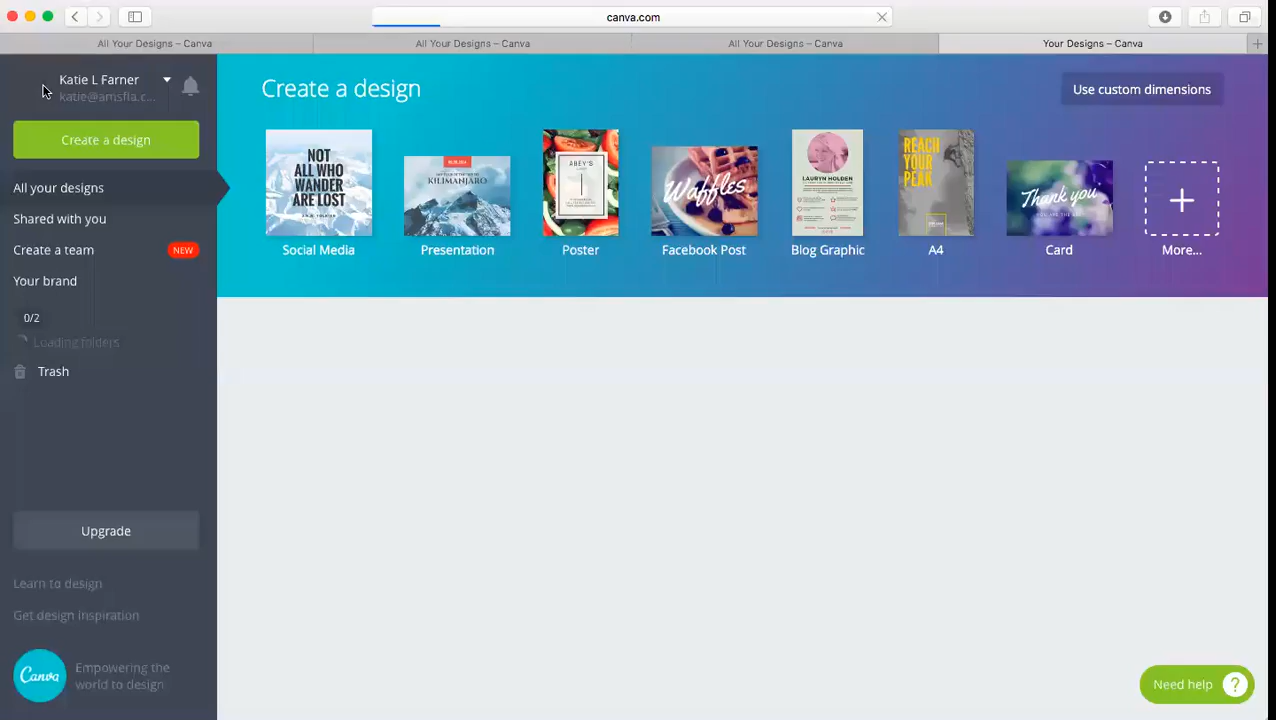 canva.com
All Your Designs – Canva
All Your Designs – Canva
All Your Designs – Canva
Your Designs – Canva
Katie L Farner
katie@amsfla.c...
Create a design
All your designs
Shared with you
Create a team
NEW
Your brand
0/2
Loading folders
Trash
Upgrade
Learn to design
Get design inspiration
Canva
Empowering the
world to design
Create a design
Use custom dimensions
NOT
ALL WHO
WANDER
ARE LOST
Social Media
KILIMANJARO
Presentation
ABEY'S
Poster
Waffles
Facebook Post
LAURYN HOLDEN
Blog Graphic
REACH
YOUR
PEAK
A4
Thank you
Card
More...
Need help ?